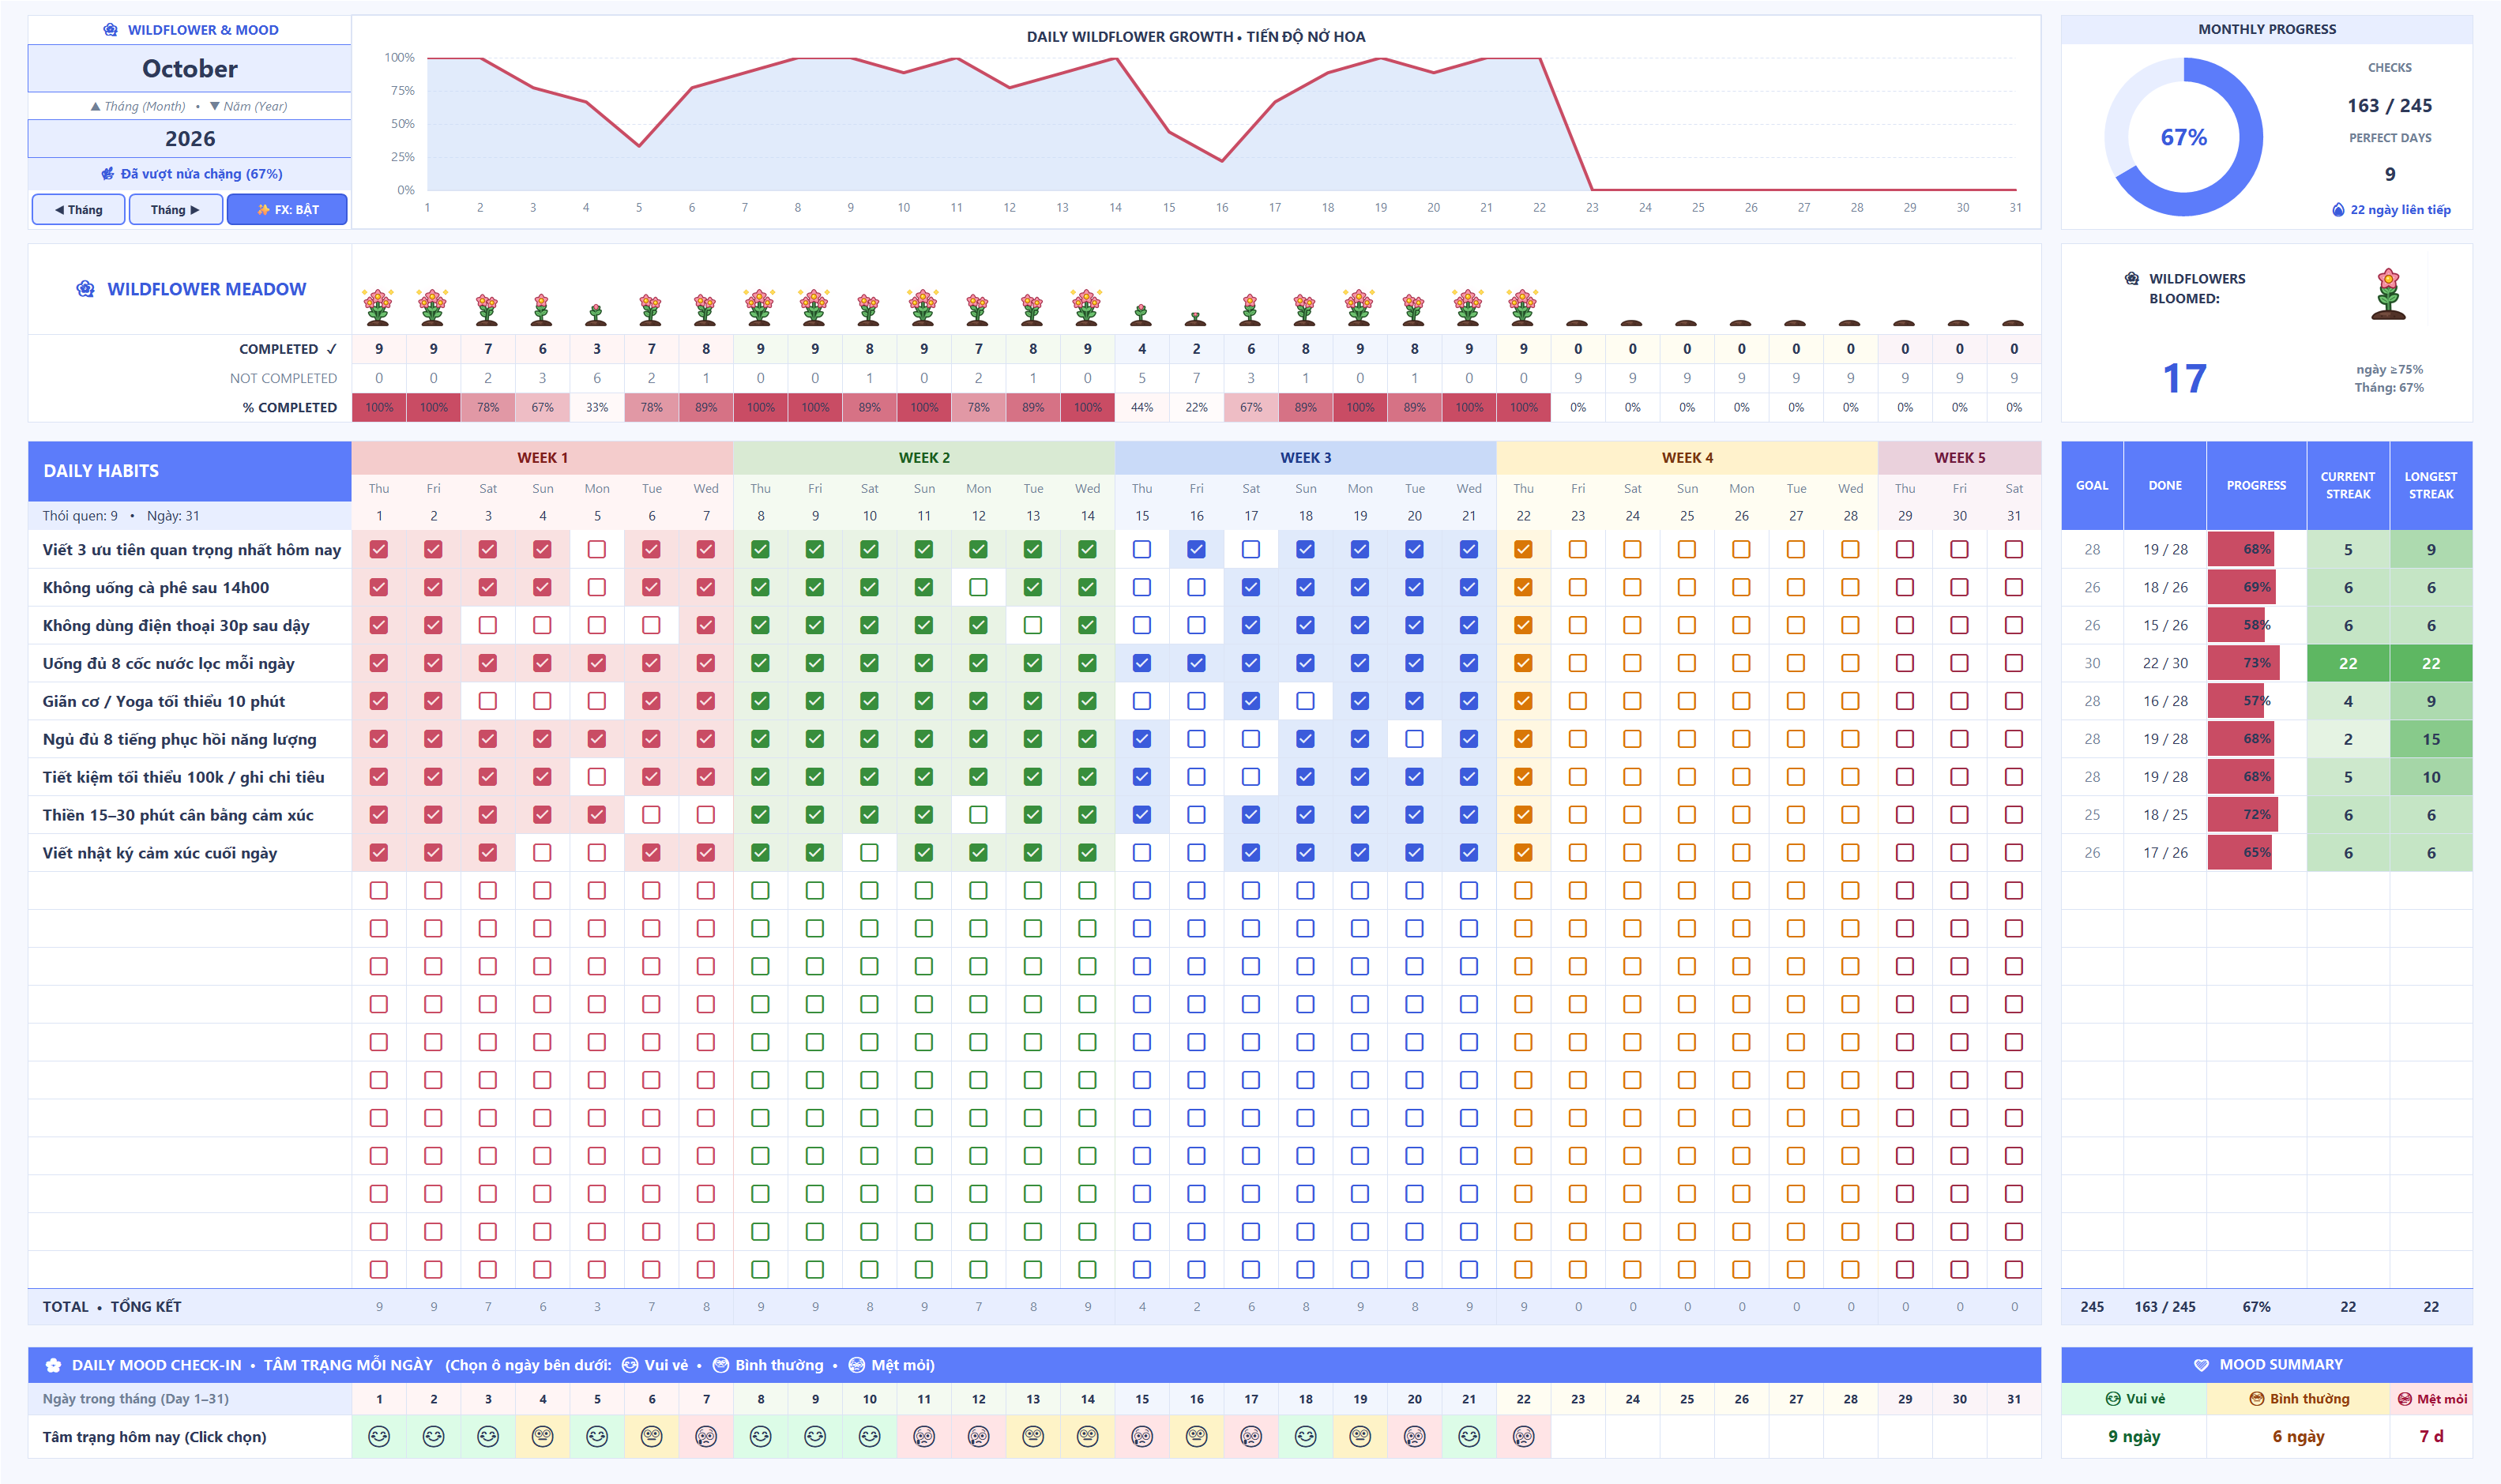 WILDFLOWER & MOOD
October
▲ Tháng (Month) • ▼ Năm (Year)
2026
Đã vượt nửa chặng (67%)
◀ Tháng Tháng ▶ ✨ FX: BẬT
DAILY WILDFLOWER GROWTH • TIẾN ĐỘ NỞ HOA
100%
75%
50%
25%
0%
1 2 3 4 5 6 7 8 9 10 11 12 13 14 15 16 17 18 19 20 21 22 23 24 25 26 27 28 29 30 31
MONTHLY PROGRESS
67%
CHECKS
163 / 245
PERFECT DAYS
9
22 ngày liên tiếp
WILDFLOWER MEADOW
COMPLETED ✓ 9 9 7 6 3 7 8 9 9 8 9 7 8 9 4 2 6 8 9 8 9 9 0 0 0 0 0 0 0 0 0
NOT COMPLETED 0 0 2 3 6 2 1 0 0 1 0 2 1 0 5 7 3 1 0 1 0 0 9 9 9 9 9 9 9 9 9
% COMPLETED 100% 100% 78% 67% 33% 78% 89% 100% 100% 89% 100% 78% 89% 100% 44% 22% 67% 89% 100% 89% 100% 100% 0% 0% 0% 0% 0% 0% 0% 0% 0%
WILDFLOWERS
BLOOMED:
17
ngày ≥75%
Tháng: 67%
DAILY HABITS
WEEK 1 WEEK 2 WEEK 3 WEEK 4 WEEK 5
Thu Fri Sat Sun Mon Tue Wed Thu Fri Sat Sun Mon Tue Wed Thu Fri Sat Sun Mon Tue Wed Thu Fri Sat Sun Mon Tue Wed Thu Fri Sat
Thói quen: 9 • Ngày: 31 1 2 3 4 5 6 7 8 9 10 11 12 13 14 15 16 17 18 19 20 21 22 23 24 25 26 27 28 29 30 31
GOAL DONE PROGRESS CURRENT STREAK LONGEST STREAK
Viết 3 ưu tiên quan trọng nhất hôm nay 28 19 / 28 68% 5 9
Không uống cà phê sau 14h00 26 18 / 26 69% 6 6
Không dùng điện thoại 30p sau dậy 26 15 / 26 58% 6 6
Uống đủ 8 cốc nước lọc mỗi ngày 30 22 / 30 73% 22 22
Giãn cơ / Yoga tối thiểu 10 phút 28 16 / 28 57% 4 9
Ngủ đủ 8 tiếng phục hồi năng lượng 28 19 / 28 68% 2 15
Tiết kiệm tối thiểu 100k / ghi chi tiêu 28 19 / 28 68% 5 10
Thiền 15–30 phút cân bằng cảm xúc 25 18 / 25 72% 6 6
Viết nhật ký cảm xúc cuối ngày 26 17 / 26 65% 6 6
TOTAL • TỔNG KẾT 9 9 7 6 3 7 8 9 9 8 9 7 8 9 4 2 6 8 9 8 9 9 0 0 0 0 0 0 0 0 0 245 163 / 245 67% 22 22
DAILY MOOD CHECK-IN • TÂM TRẠNG MỖI NGÀY (Chọn ô ngày bên dưới: Vui vẻ • Bình thường • Mệt mỏi)
Ngày trong tháng (Day 1–31) 1 2 3 4 5 6 7 8 9 10 11 12 13 14 15 16 17 18 19 20 21 22 23 24 25 26 27 28 29 30 31
Tâm trạng hôm nay (Click chọn)
MOOD SUMMARY
Vui vẻ Bình thường Mệt mỏi
9 ngày 6 ngày 7 d